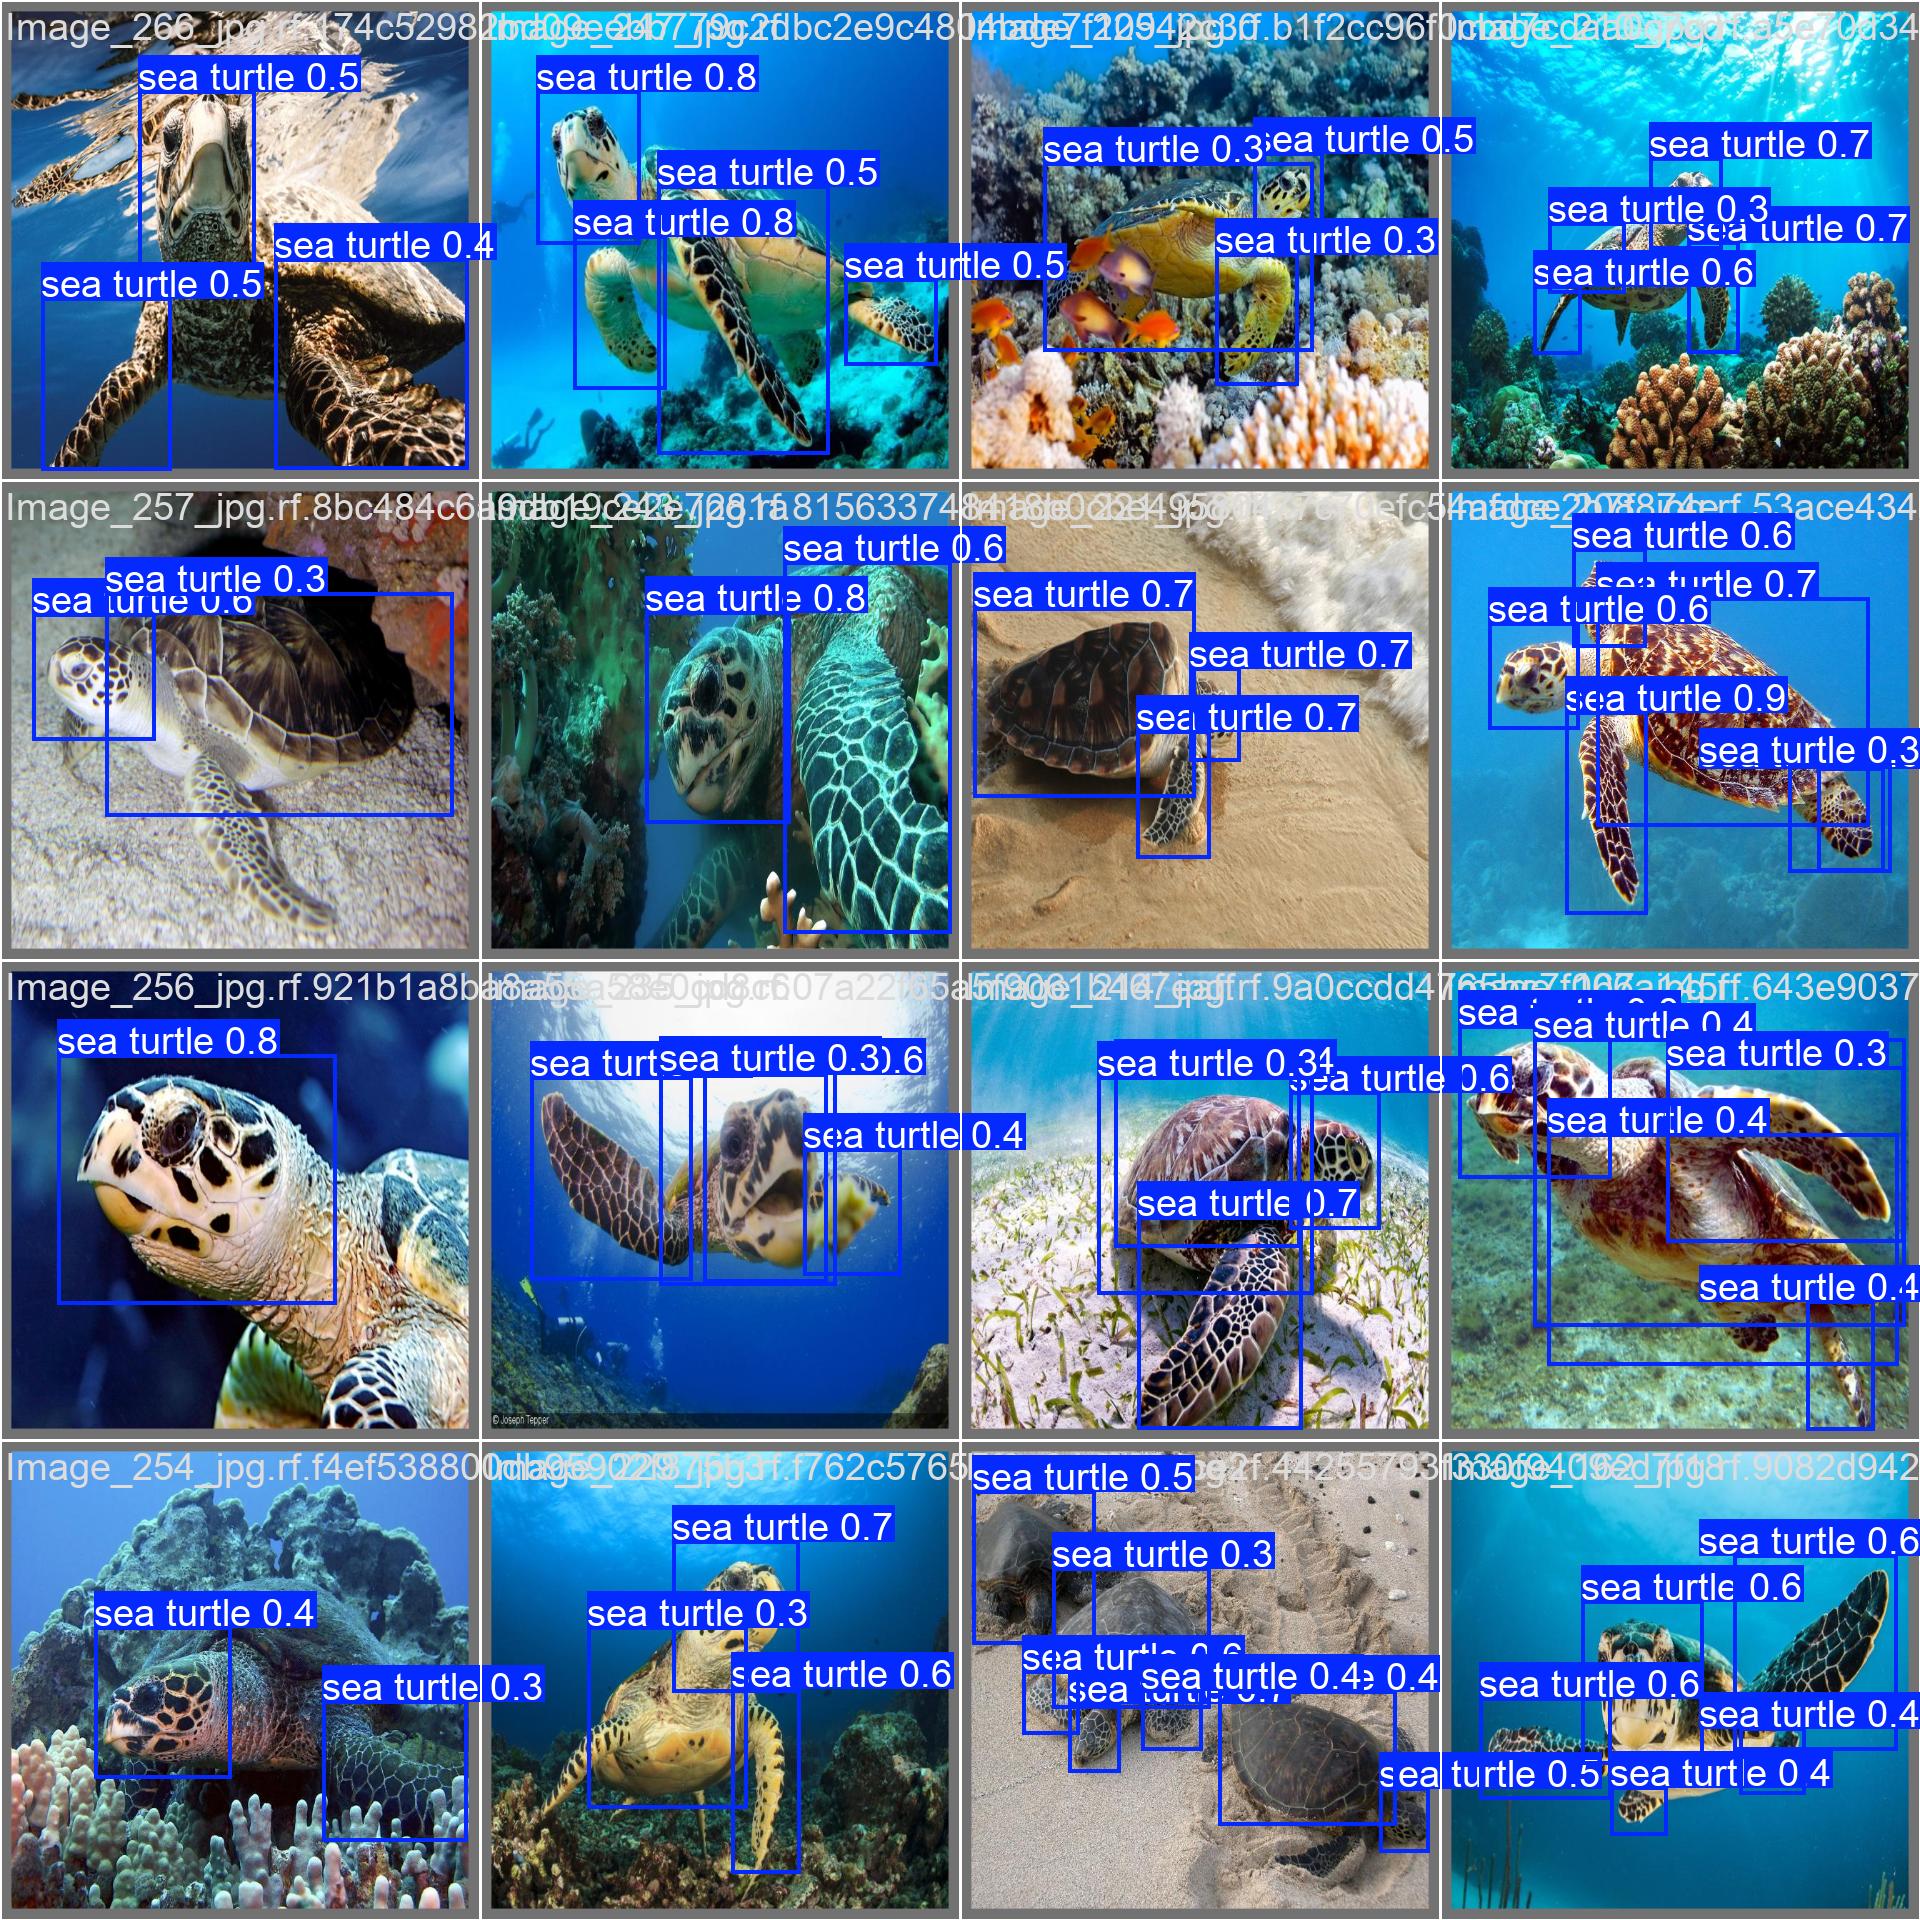 Image_266_jpg.rf.174c52982
sea turtle 0.5
sea turtle 0.5
sea turtle 0.4
sea turtle 0.8
sea turtle 0.5
sea turtle 0.8
sea turtle 0.5
sea turtle 0.3
sea turtle 0.5
sea turtle 0.3
sea turtle 0.7
sea turtle 0.3
sea turtle 0.7
sea turtle 0.6
Image_257_jpg.rf.8bc484c6a
sea turtle 0.3
sea turtle 0.6
sea turtle 0.8
sea turtle 0.6
sea turtle 0.7
sea turtle 0.7
sea turtle 0.7
sea turtle 0.6
sea turtle 0.7
sea turtle 0.6
sea turtle 0.9
sea turtle 0.3
Image_256_jpg.rf.921b1a8b
sea turtle 0.8
sea turt
sea turtle 0.3
0.6
sea turtle 0.4
© Joseph Tepper
sea turtle 0.34
sea turtle 0.6
sea turtle 0.7
sea
sea turtle 0.4
sea turtle 0.3
sea turtle 0.4
sea turtle 0.4
Image_254_jpg.rf.f4ef538800
sea turtle 0.4
sea turtle 0.3
sea turtle 0.7
sea turtle 0.3
sea turtle 0.6
sea turtle 0.5
sea turtle 0.3
sea turtle 0.6
sea turtle 0.7
sea turtle 0.4
0.4
sea turtle 0.5
sea turtle 0.6
sea turtle 0.6
sea turtle 0.6
sea turtle 0.4
sea turtle 0.4